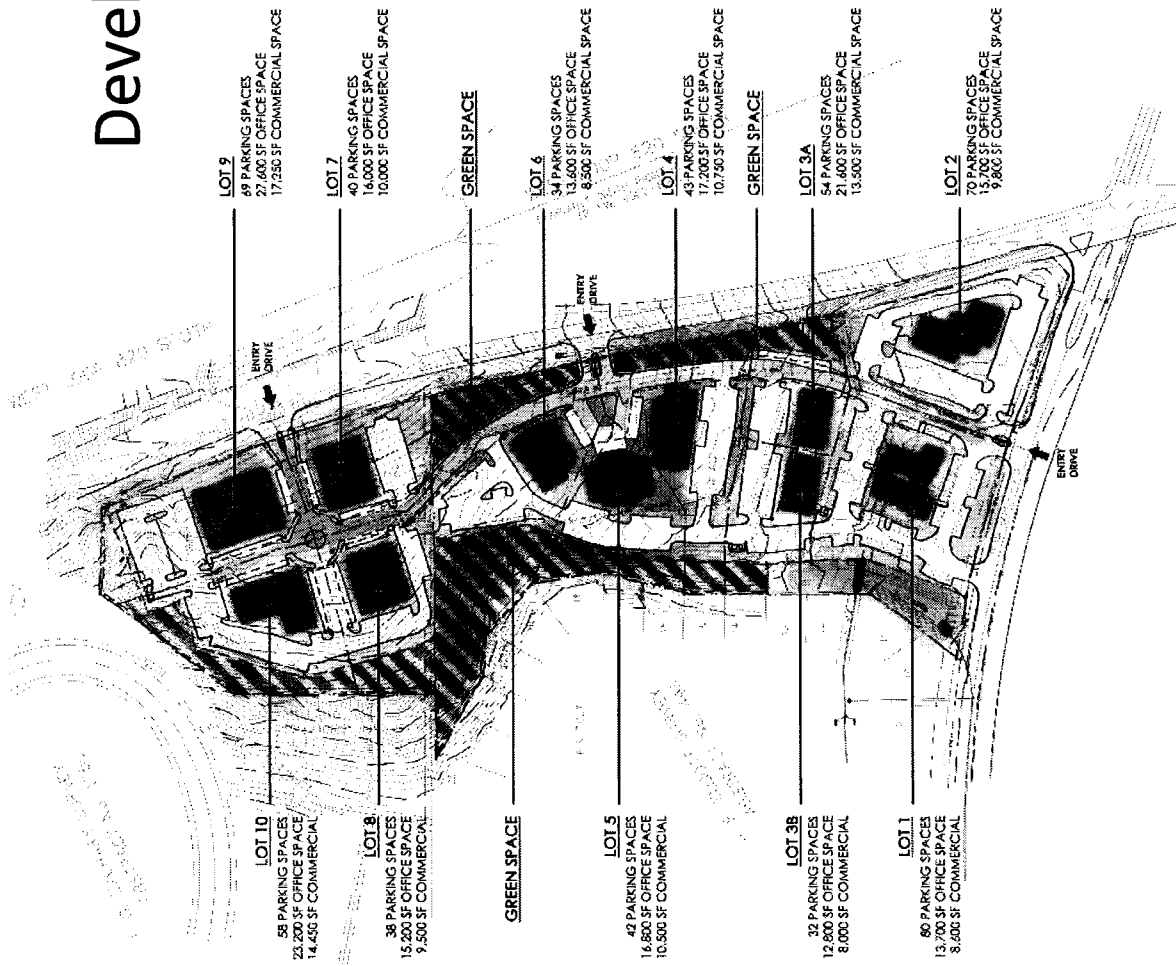 Devel
LOT 9
69 PARKING SPACES
27,600 SF OFFICE SPACE
17,250 SF COMMERCIAL SPACE
LOT 7
40 PARKING SPACES
16,000 SF OFFICE SPACE
10,000 SF COMMERCIAL SPACE
GREEN SPACE
LOT 6
34 PARKING SPACES
13,600 SF OFFICE SPACE
8,500 SF COMMERCIAL SPACE
LOT 4
43 PARKING SPACES
17,200 SF OFFICE SPACE
10,750 SF COMMERCIAL SPACE
GREEN SPACE
LOT 3A
54 PARKING SPACES
21,600 SF OFFICE SPACE
13,500 SF COMMERCIAL SPACE
LOT 2
70 PARKING SPACES
15,700 SF OFFICE SPACE
9,800 SF COMMERCIAL SPACE
ENTRY
DRIVE
ENTRY
DRIVE
ENTRY
DRIVE
LOT 10
58 PARKING SPACES
23,200 SF OFFICE SPACE
14,450 SF COMMERCIAL
LOT 8
38 PARKING SPACES
15,200 SF OFFICE SPACE
9,500 SF COMMERCIAL
GREEN SPACE
LOT 5
42 PARKING SPACES
16,800 SF OFFICE SPACE
10,500 SF COMMERCIAL
LOT 3B
32 PARKING SPACES
12,800 SF OFFICE SPACE
8,000 SF COMMERCIAL
LOT 1
80 PARKING SPACES
13,700 SF OFFICE SPACE
8,600 SF COMMERCIAL